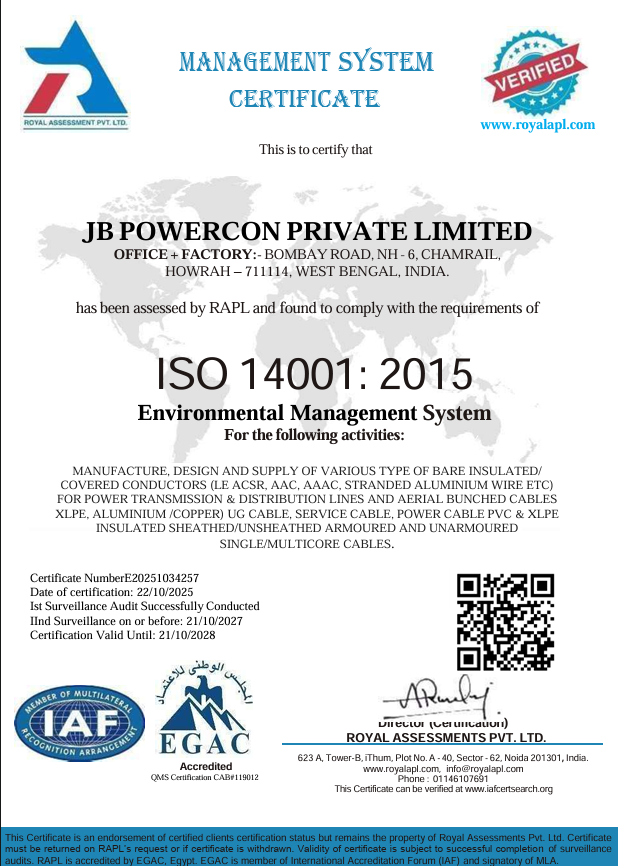 ROYAL ASSESSMENT PVT. LTD.
MANAGEMENT SYSTEM
CERTIFICATE
VERIFIED
www.royalapl.com
This is to certify that
JB POWERCON PRIVATE LIMITED
OFFICE + FACTORY:- BOMBAY ROAD, NH - 6, CHAMRAIL,
HOWRAH – 711114, WEST BENGAL, INDIA.
has been assessed by RAPL and found to comply with the requirements of
ISO 14001: 2015
Environmental Management System
For the following activities:
MANUFACTURE, DESIGN AND SUPPLY OF VARIOUS TYPE OF BARE INSULATED/
COVERED CONDUCTORS (LE ACSR, AAC, AAAC, STRANDED ALUMINIUM WIRE ETC)
FOR POWER TRANSMISSION & DISTRIBUTION LINES AND AERIAL BUNCHED CABLES
XLPE, ALUMINIUM /COPPER) UG CABLE, SERVICE CABLE, POWER CABLE PVC & XLPE
INSULATED SHEATHED/UNSHEATHED ARMOURED AND UNARMOURED
SINGLE/MULTICORE CABLES.
Certificate NumberE20251034257
Date of certification: 22/10/2025
Ist Surveillance Audit Successfully Conducted
IInd Surveillance on or before: 21/10/2027
Certification Valid Until: 21/10/2028
MEMBER OF MULTILATERAL
IAF
RECOGNITION ARRANGEMENT
المجلس الوطنى للاعتماد
EGAC
Accredited
QMS Certification CAB#119012
Director (Certification)
ROYAL ASSESSMENTS PVT. LTD.
623 A, Tower-B, iThum, Plot No. A - 40, Sector - 62, Noida 201301, India.
www.royalapl.com, info@royalapl.com
Phone : 01146107691
This Certificate can be verified at www.iafcertsearch.org
This Certificate is an endorsement of certified clients certification status but remains the property of Royal Assessments Pvt. Ltd. Certificate
must be returned on RAPL's request or if certificate is withdrawn. Validity of certificate is subject to successful completion of surveillance
audits. RAPL is accredited by EGAC, Egypt. EGAC is member of International Accreditation Forum (IAF) and signatory of MLA.